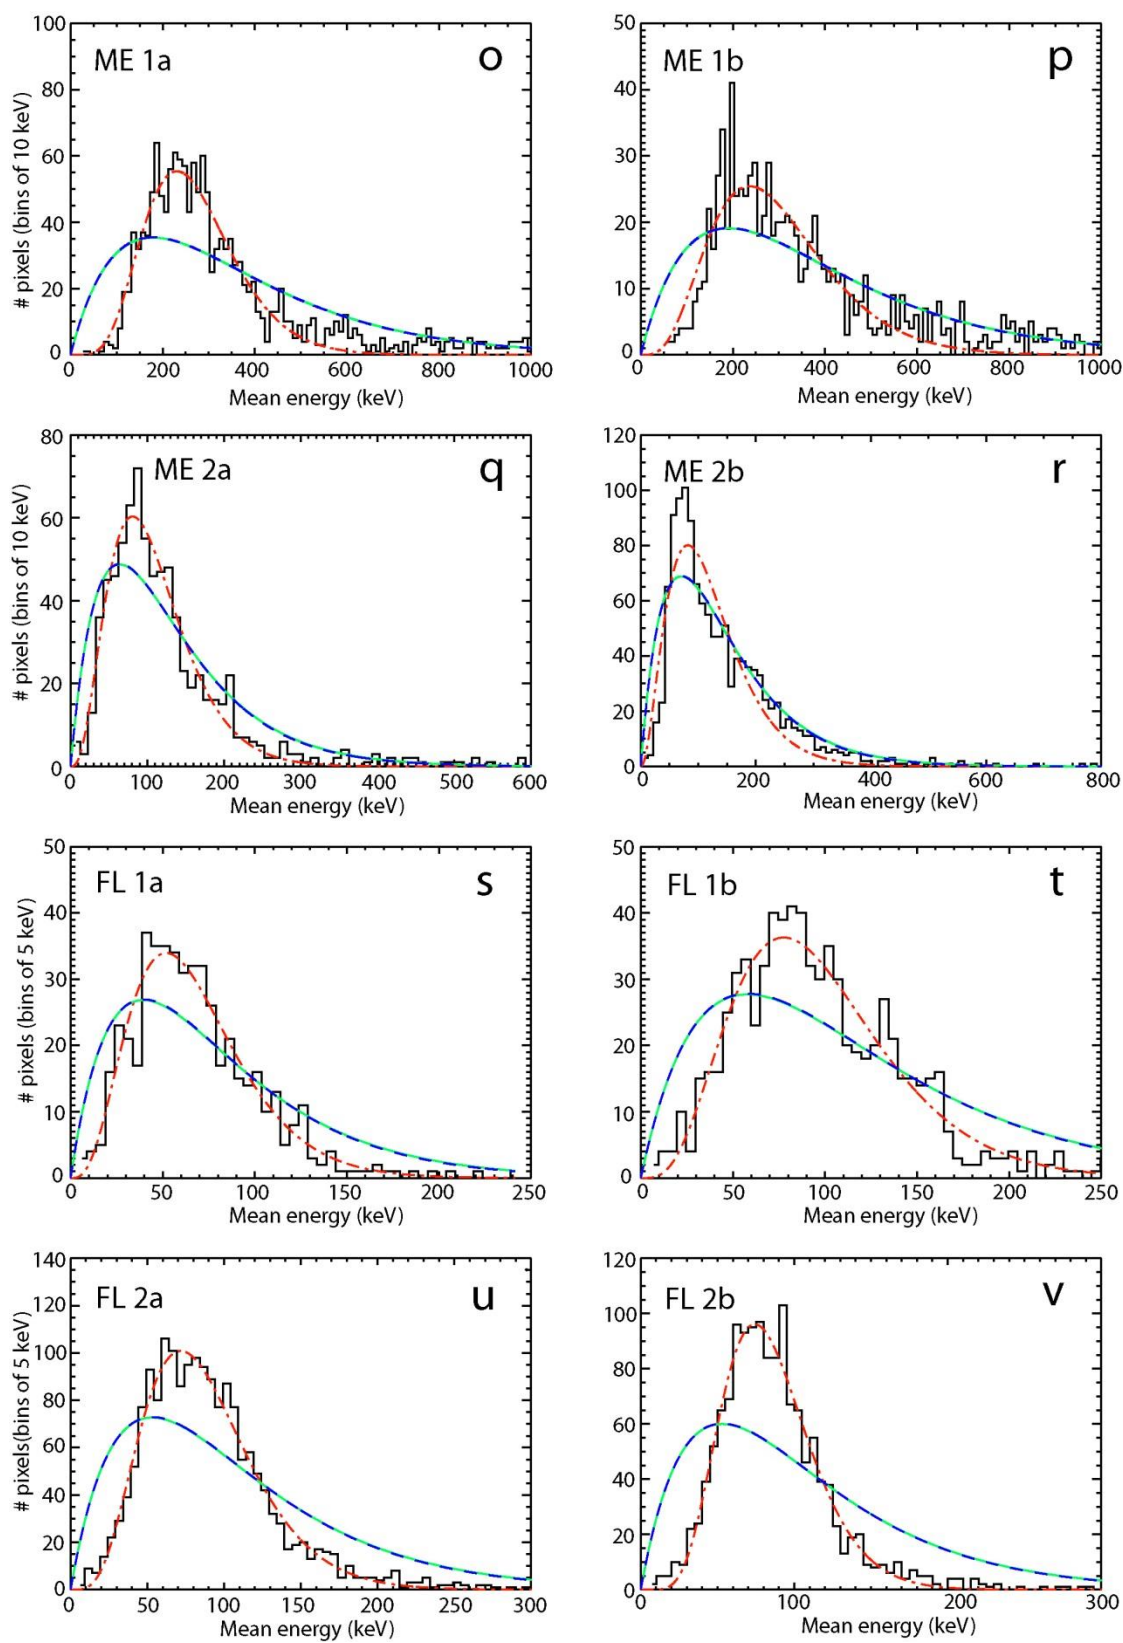 ME 1a
o
100
80
60
40
20
0
# pixels (bins of 10 keV)
0 200 400 600 800 1000
Mean energy (keV)
ME 1b
p
50
40
30
20
10
0
0 200 400 600 800 1000
Mean energy (keV)
ME 2a
q
80
60
40
20
0
# pixels (bins of 10 keV)
0 100 200 300 400 500 600
Mean energy (keV)
ME 2b
r
120
100
80
60
40
20
0
0 200 400 600 800
Mean energy (keV)
FL 1a
s
50
40
30
20
10
0
# pixels (bins of 5 keV)
0 50 100 150 200 250
Mean energy (keV)
FL 1b
t
50
40
30
20
10
0
0 50 100 150 200 250
Mean energy (keV)
FL 2a
u
140
120
100
80
60
40
20
0
# pixels(bins of 5 keV)
0 50 100 150 200 250 300
Mean energy (keV)
FL 2b
v
120
100
80
60
40
20
0
0 100 200 300
Mean energy (keV)